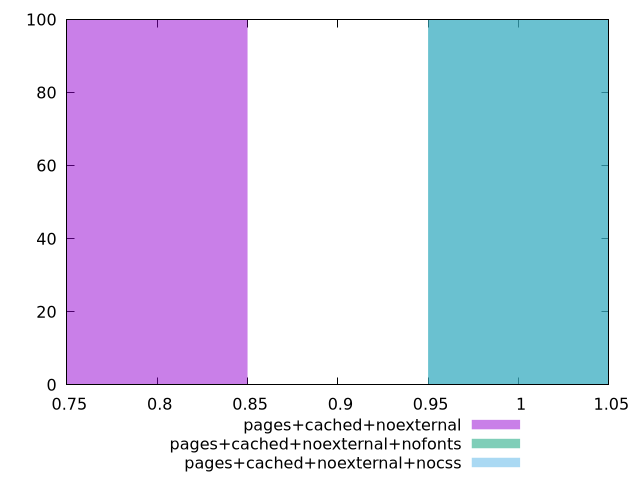 100
80
60
40
20
0
0.75 0.8 0.85 0.9 0.95 1 1.05
pages+cached+noexternal
pages+cached+noexternal+nofonts
pages+cached+noexternal+nocss